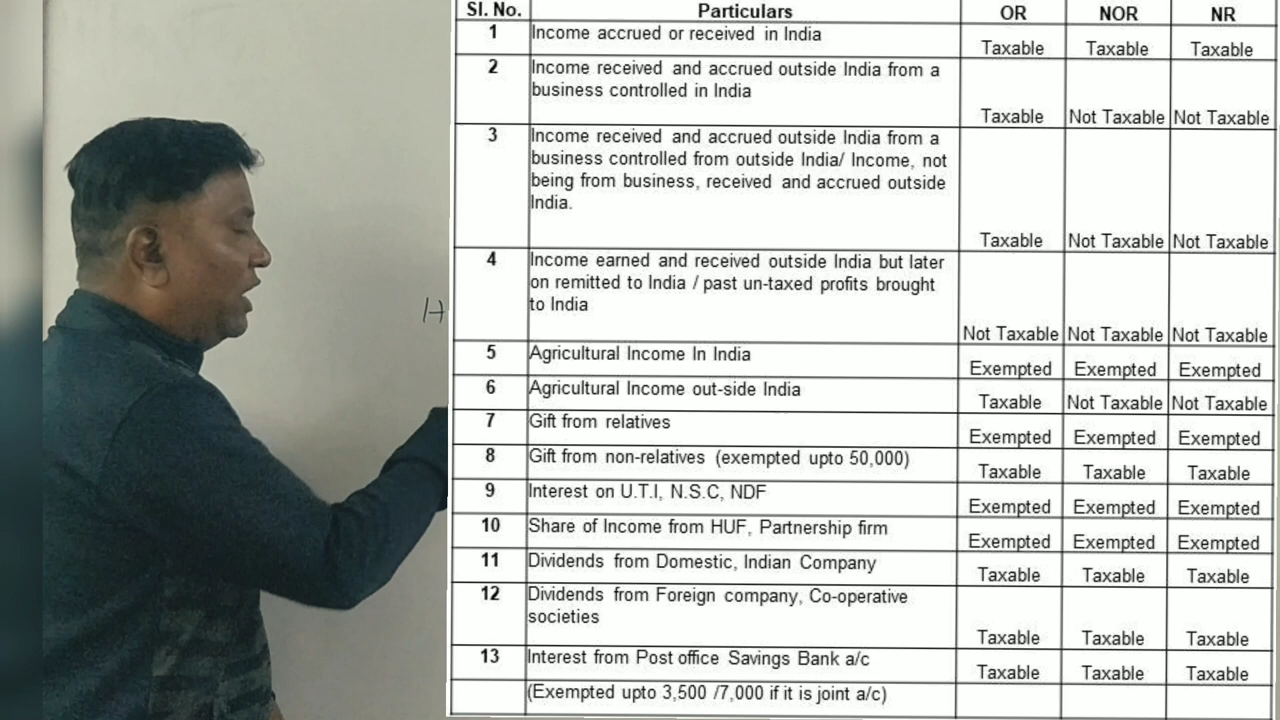 Sl. No. Particulars OR NOR NR
1 Income accrued or received in India
Taxable Taxable Taxable
2 Income received and accrued outside India from a
business controlled in India
Taxable Not Taxable Not Taxable
3 Income received and accrued outside India from a
business controlled from outside India/ Income, not
being from business, received and accrued outside
India.
Taxable Not Taxable Not Taxable
4 Income earned and received outside India but later
on remitted to India / past un-taxed profits brought
to India
Not Taxable Not Taxable Not Taxable
5 Agricultural Income In India
Exempted Exempted Exempted
6 Agricultural Income out-side India
Taxable Not Taxable Not Taxable
7 Gift from relatives
Exempted Exempted Exempted
8 Gift from non-relatives (exempted upto 50,000)
Taxable Taxable Taxable
9 Interest on U.T.I, N.S.C, NDF
Exempted Exempted Exempted
10 Share of Income from HUF, Partnership firm
Exempted Exempted Exempted
11 Dividends from Domestic, Indian Company
Taxable Taxable Taxable
12 Dividends from Foreign company, Co-operative
societies
Taxable Taxable Taxable
13 Interest from Post office Savings Bank a/c
Taxable Taxable Taxable
(Exempted upto 3,500 /7,000 if it is joint a/c)